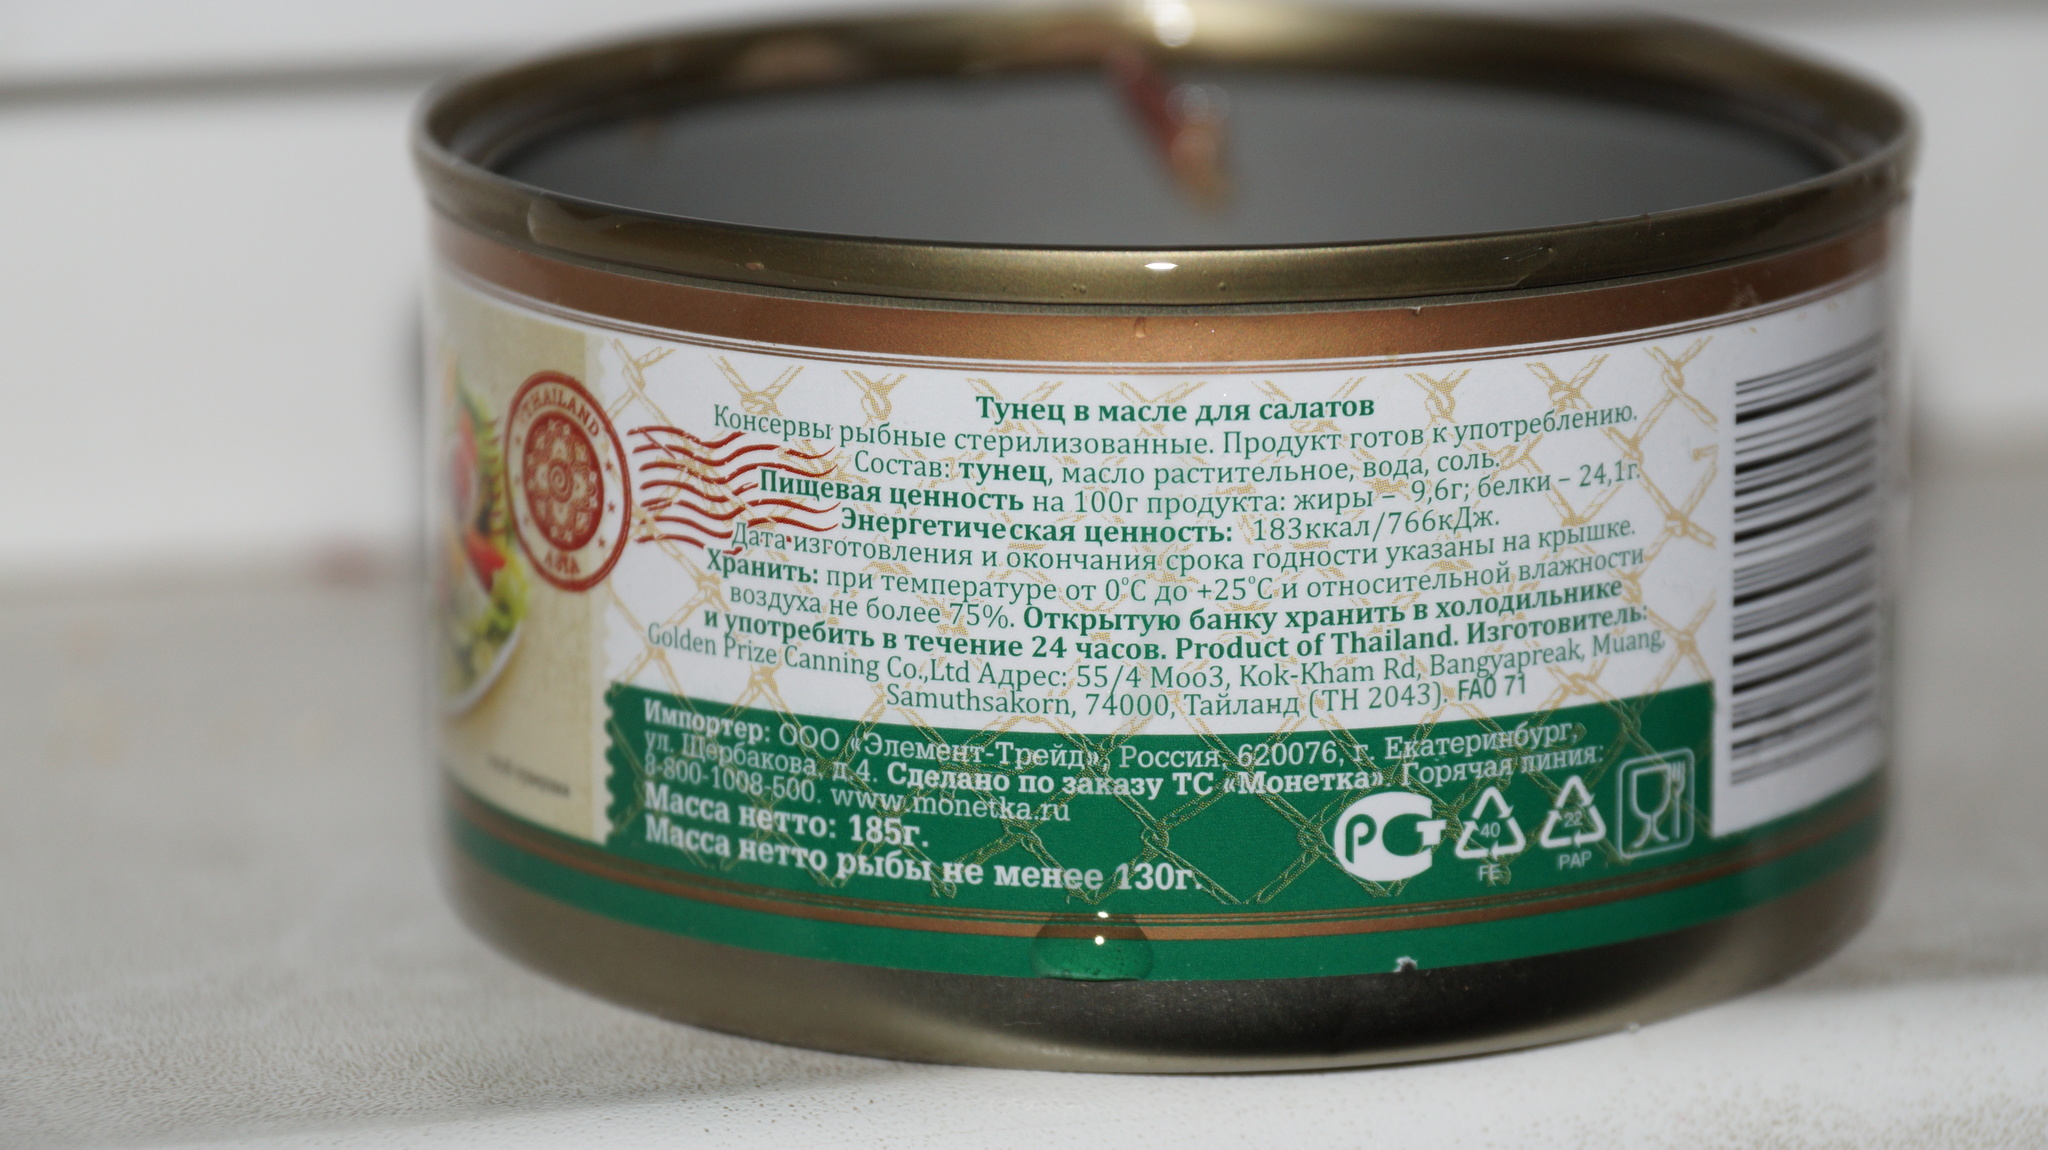 THAILAND
ASIA
Тунец в масле для салатов
Консервы рыбные стерилизованные. Продукт готов к употреблению.
Состав: тунец, масло растительное, вода, соль.
Пищевая ценность на 100г продукта: жиры – 9,6г; белки – 24,1г.
Энергетическая ценность: 183ккал/766кДж.
Дата изготовления и окончания срока годности указаны на крышке.
Хранить: при температуре от 0°C до +25°C и относительной влажности
воздуха не более 75%. Открытую банку хранить в холодильнике
и употребить в течение 24 часов. Product of Thailand. Изготовитель:
Golden Prize Canning Co.,Ltd Адрес: 55/4 Moo3, Kok-Kham Rd, Bangyapreak, Muang,
Samuthsakorn, 74000, Тайланд (TH 2043). FAO 71
Импортер: ООО «Элемент-Трейд», Россия, 620076, г. Екатеринбург,
ул. Щербакова, д.4. Сделано по заказу ТС «Монетка». Горячая линия:
8-800-1008-500. www.monetka.ru
Масса нетто: 185г.
Масса нетто рыбы не менее 130г.
РСТ
40
FE
22
PAP